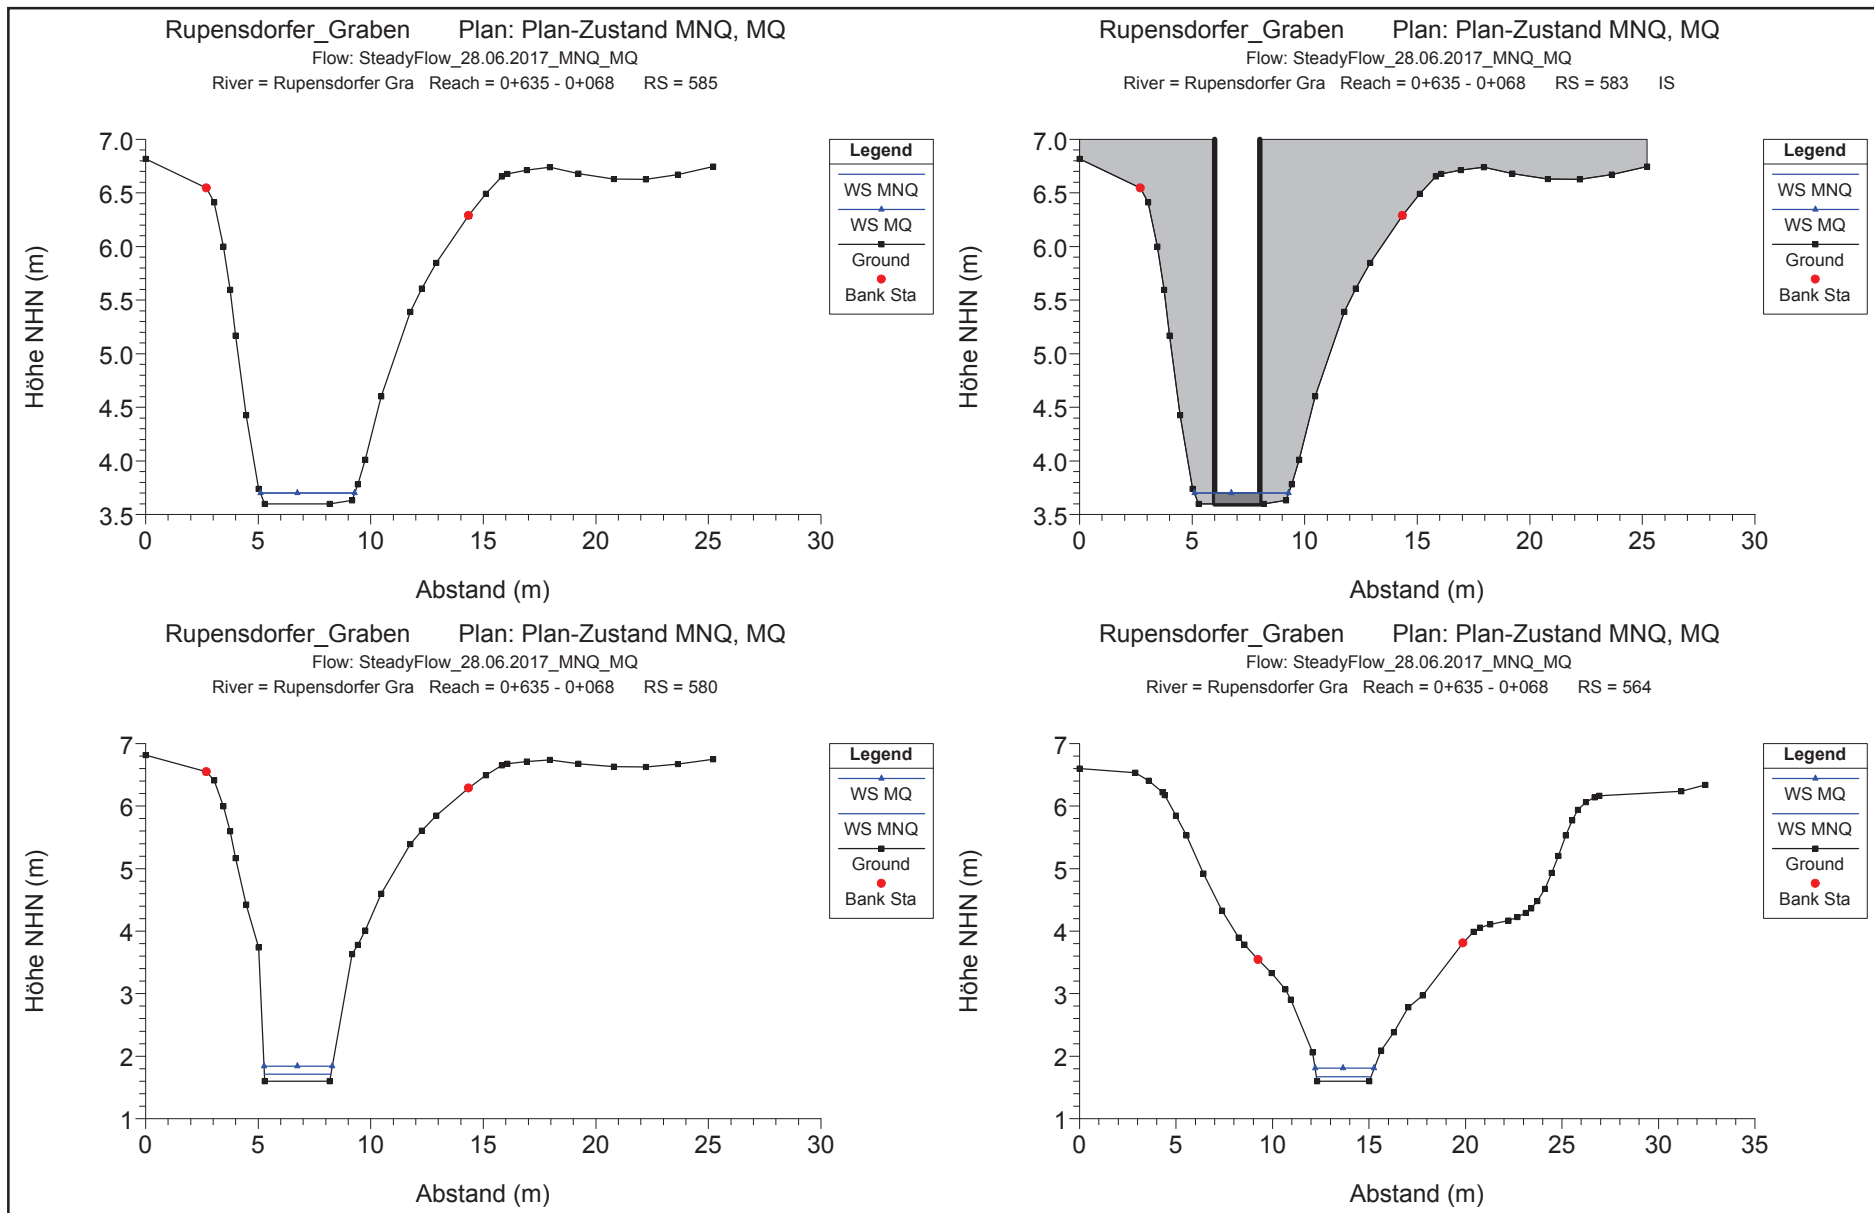 Rupensdorfer_Graben Plan: Plan-Zustand MNQ, MQ
Flow: SteadyFlow_28.06.2017_MNQ_MQ
River = Rupensdorfer Gra Reach = 0+635 - 0+068 RS = 585
7.0
6.5
6.0
5.5
5.0
4.5
4.0
3.5
0 5 10 15 20 25 30
Höhe NHN (m)
Abstand (m)
Legend
WS MNQ
WS MQ
Ground
Bank Sta
Rupensdorfer_Graben Plan: Plan-Zustand MNQ, MQ
Flow: SteadyFlow_28.06.2017_MNQ_MQ
River = Rupensdorfer Gra Reach = 0+635 - 0+068 RS = 583 IS
7.0
6.5
6.0
5.5
5.0
4.5
4.0
3.5
0 5 10 15 20 25 30
Höhe NHN (m)
Abstand (m)
Legend
WS MNQ
WS MQ
Ground
Bank Sta
Rupensdorfer_Graben Plan: Plan-Zustand MNQ, MQ
Flow: SteadyFlow_28.06.2017_MNQ_MQ
River = Rupensdorfer Gra Reach = 0+635 - 0+068 RS = 580
7
6
5
4
3
2
1
0 5 10 15 20 25 30
Höhe NHN (m)
Abstand (m)
Legend
WS MQ
WS MNQ
Ground
Bank Sta
Rupensdorfer_Graben Plan: Plan-Zustand MNQ, MQ
Flow: SteadyFlow_28.06.2017_MNQ_MQ
River = Rupensdorfer Gra Reach = 0+635 - 0+068 RS = 564
7
6
5
4
3
2
1
0 5 10 15 20 25 30 35
Höhe NHN (m)
Abstand (m)
Legend
WS MQ
WS MNQ
Ground
Bank Sta